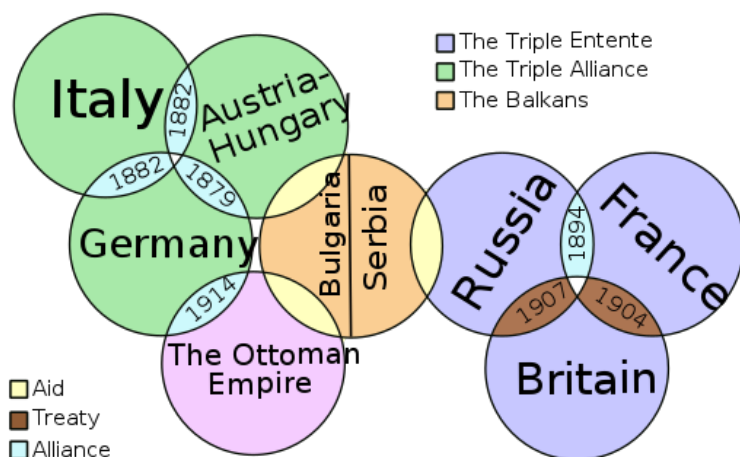 The Triple Entente
The Triple Alliance
The Balkans
Italy
1882
Austria-
Hungary
1882
1879
Germany
1914
The Ottoman
Empire
Bulgaria
Serbia
Russia
1894
France
1907
1904
Britain
Aid
Treaty
Alliance